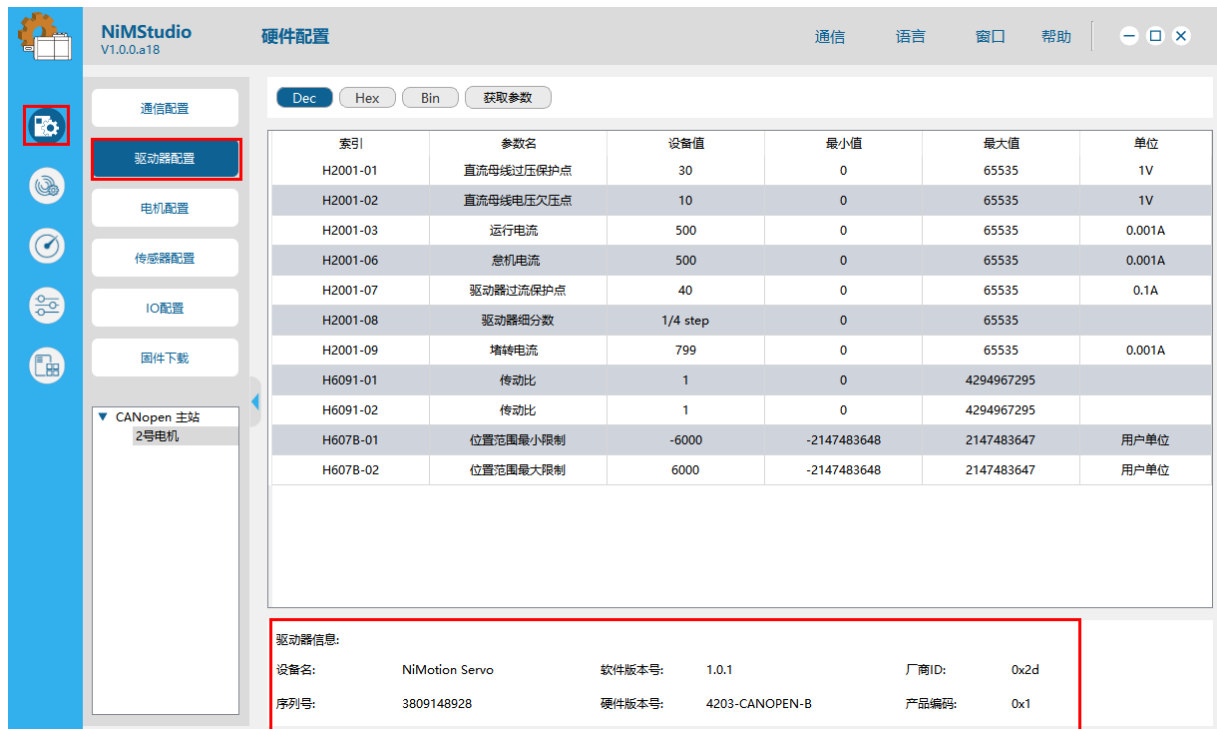 NiMStudio
V1.0.0.a18
硬件配置 通信 语言 窗口 帮助
通信配置
驱动器配置
电机配置
传感器配置
IO配置
固件下载
CANopen 主站
2号电机
Dec Hex Bin 获取参数
索引 参数名 设备值 最小值 最大值 单位
H2001-01 直流母线过压保护点 30 0 65535 1V
H2001-02 直流母线电压欠压点 10 0 65535 1V
H2001-03 运行电流 500 0 65535 0.001A
H2001-06 怠机电流 500 0 65535 0.001A
H2001-07 驱动器过流保护点 40 0 65535 0.1A
H2001-08 驱动器细分数 1/4 step 0 65535
H2001-09 堵转电流 799 0 65535 0.001A
H6091-01 传动比 1 0 4294967295
H6091-02 传动比 1 0 4294967295
H607B-01 位置范围最小限制 -6000 -2147483648 2147483647 用户单位
H607B-02 位置范围最大限制 6000 -2147483648 2147483647 用户单位
驱动器信息:
设备名: NiMotion Servo 软件版本号: 1.0.1 厂商ID: 0x2d
序列号: 3809148928 硬件版本号: 4203-CANOPEN-B 产品编码: 0x1